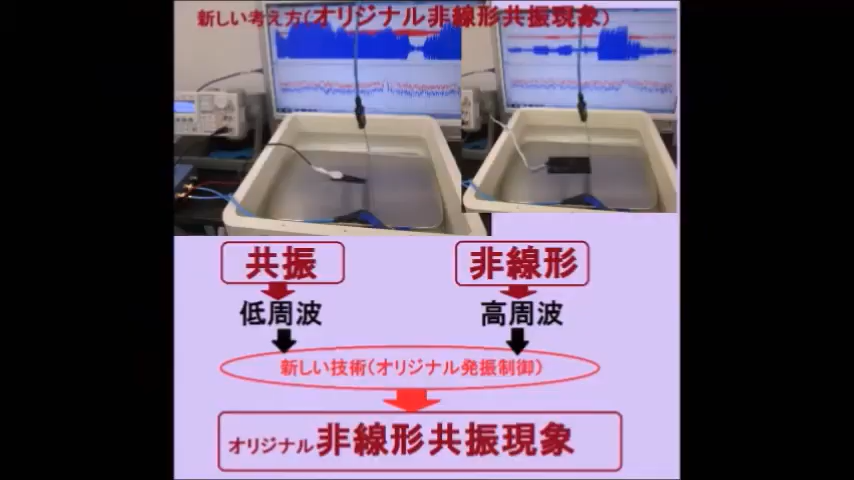 新しい考え方(オリジナル非線形共振現象)
共振
非線形
低周波
高周波
新しい技術(オリジナル発振制御)
オリジナル非線形共振現象